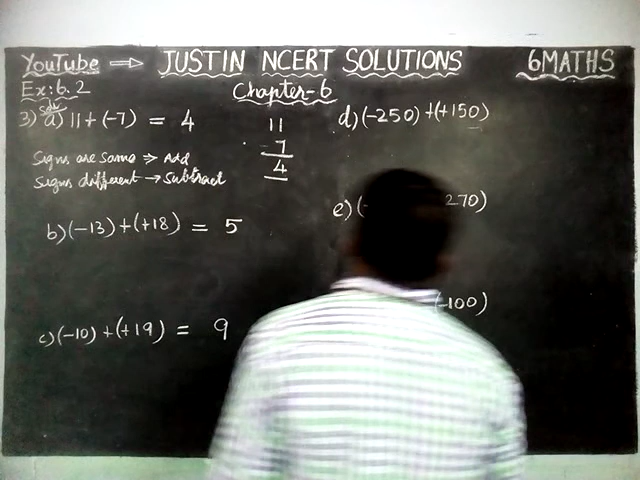 YouTube ⇒ JUSTIN NCERT SOLUTIONS 6MATHS
Ex: 6.2 Chapter-6
Soln
3) a) 11 + (-7) = 4
11
- 7
4
Signs are same ⇒ Add
Signs different → Subtract
b) (-13) + (+18) = 5
c) (-10) + (+19) = 9
d) (-250) + (+150)
e) (- 270)
(-100)